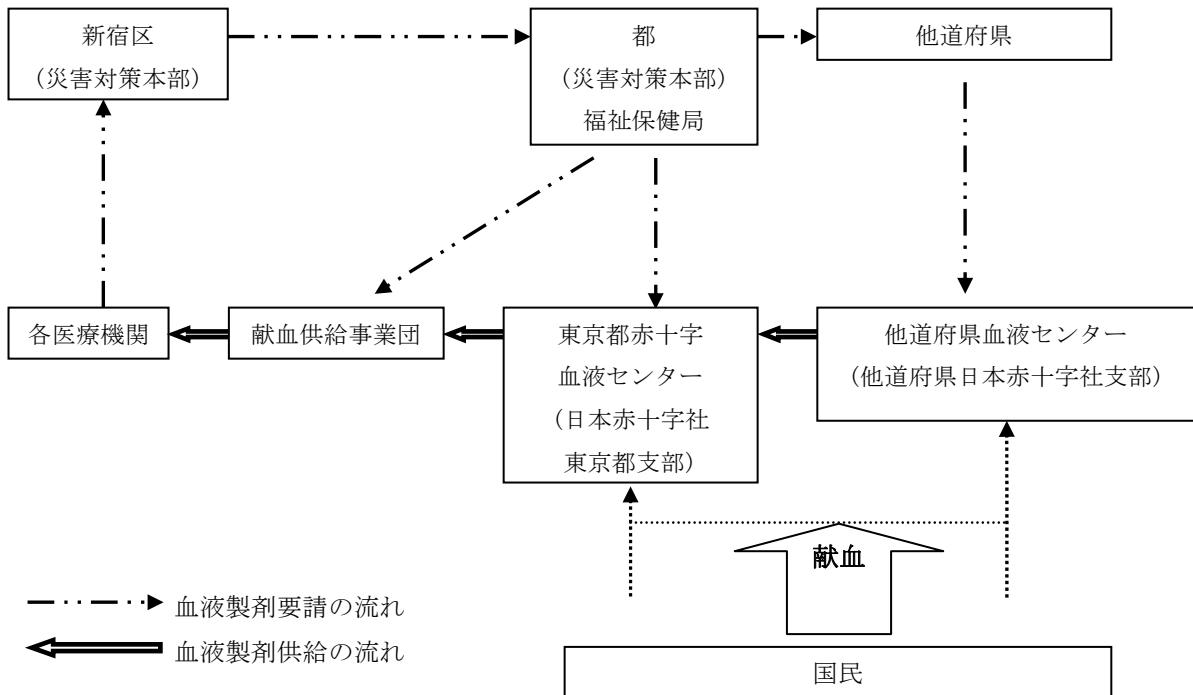 新宿区
(災害対策本部)
都
(災害対策本部)
福祉保健局
他道府県
各医療機関
献血供給事業団
東京都赤十字
血液センター
(日本赤十字社
東京都支部)
他道府県血液センター
(他道府県日本赤十字社支部)
献血
血液製剤要請の流れ
血液製剤供給の流れ
国民